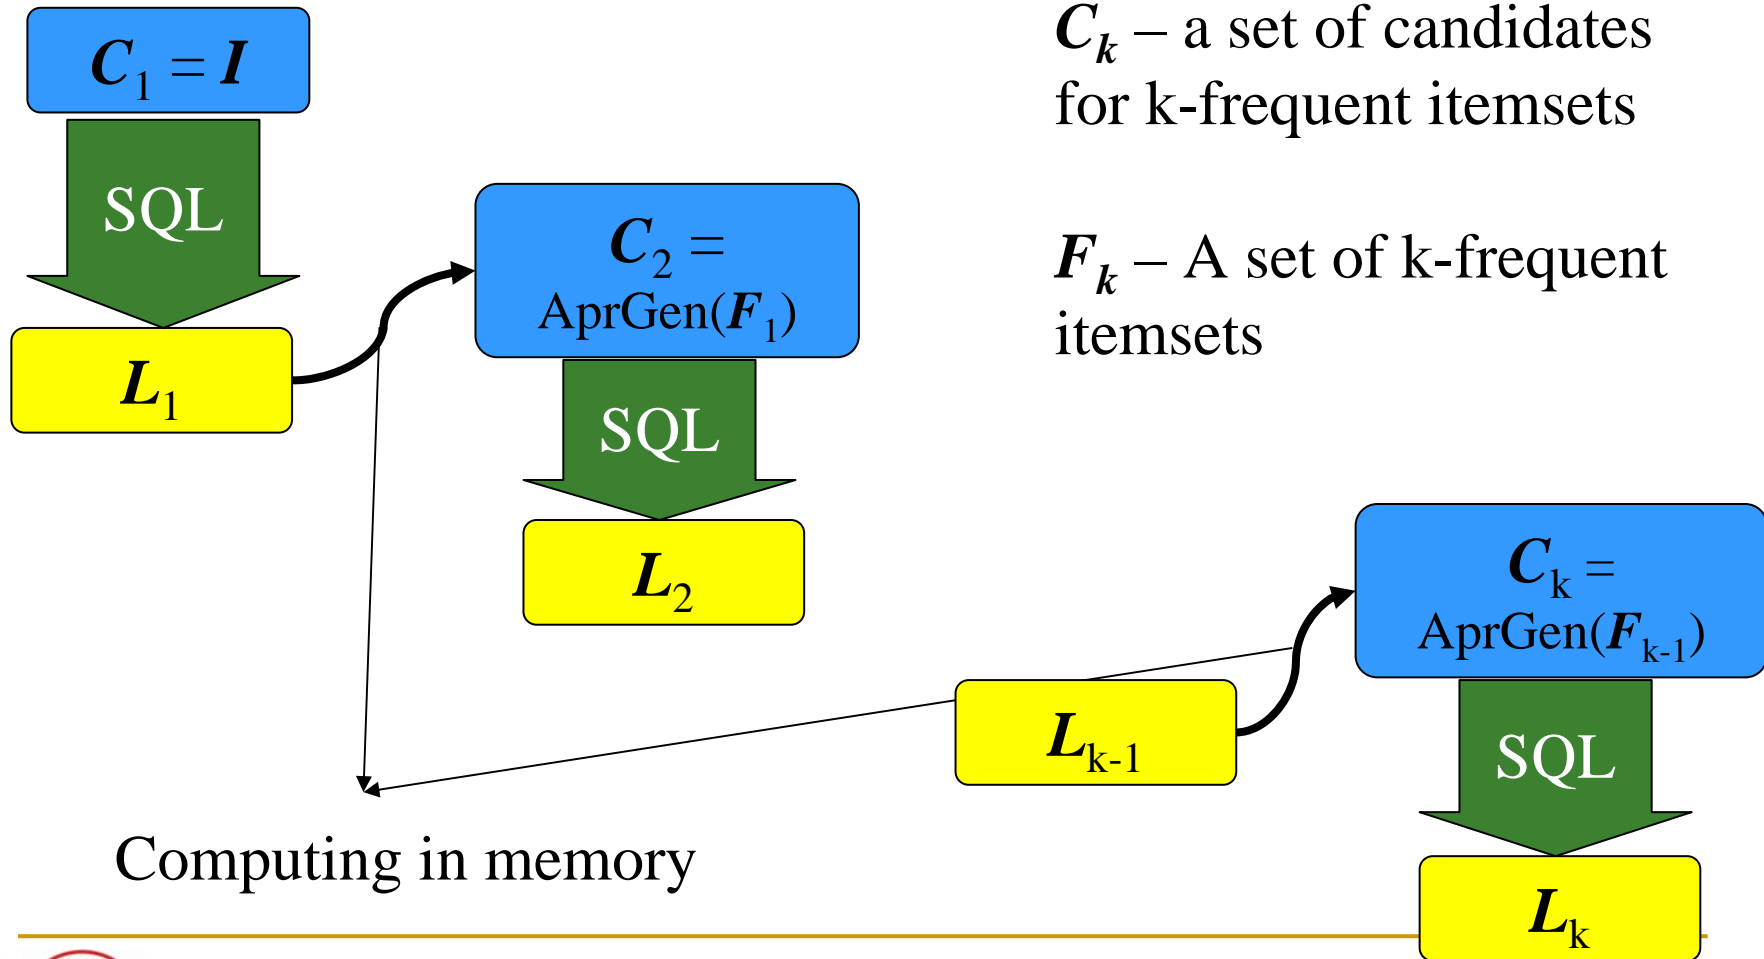 C₁ = I
SQL
L₁
C₂ =
AprGen(F₁)
SQL
L₂
Cₖ – a set of candidates
for k-frequent itemsets
Fₖ – A set of k-frequent
itemsets
Lₖ₋₁
Cₖ =
AprGen(Fₖ₋₁)
SQL
Lₖ
Computing in memory